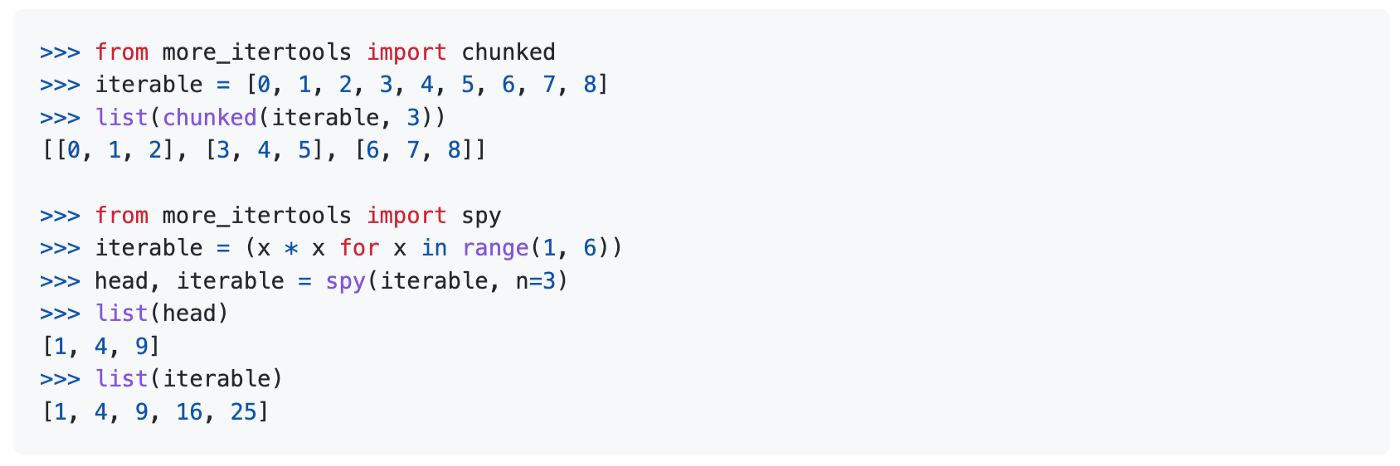 >>> from more_itertools import chunked
>>> iterable = [0, 1, 2, 3, 4, 5, 6, 7, 8]
>>> list(chunked(iterable, 3))
[[0, 1, 2], [3, 4, 5], [6, 7, 8]]

>>> from more_itertools import spy
>>> iterable = (x * x for x in range(1, 6))
>>> head, iterable = spy(iterable, n=3)
>>> list(head)
[1, 4, 9]
>>> list(iterable)
[1, 4, 9, 16, 25]